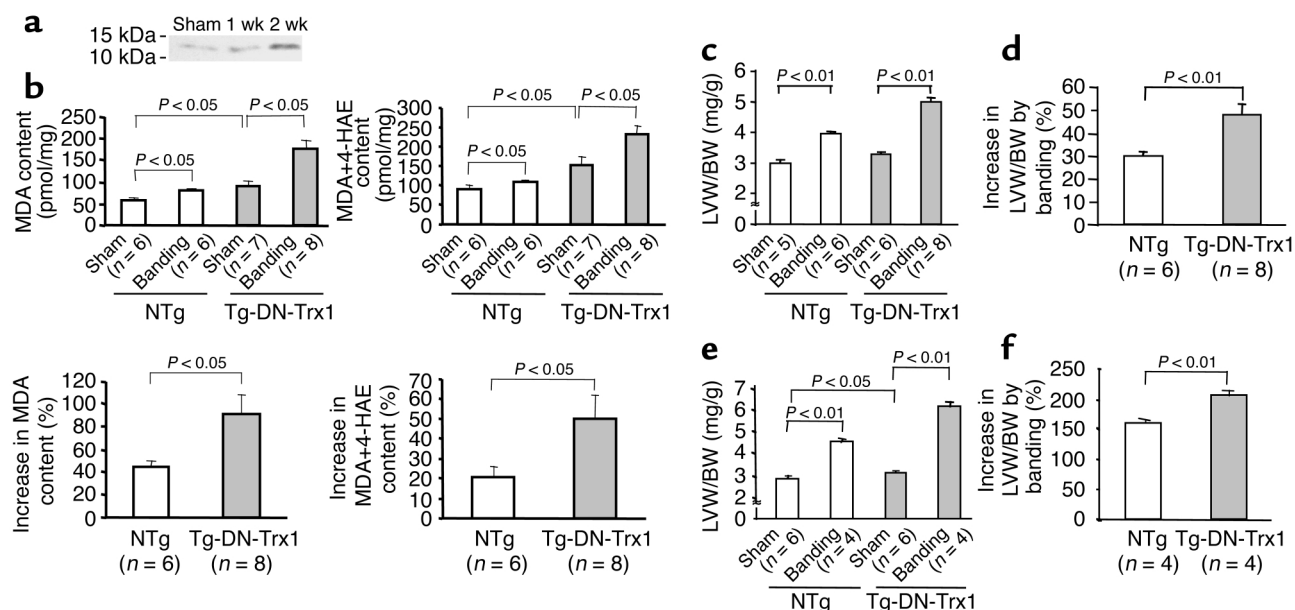 a
Sham 1 wk 2 wk
15 kDa -
10 kDa -
b
MDA content
(pmol/mg)
250
200
150
100
50
0
P < 0.05
P < 0.05
P < 0.05
Sham
(n = 6)
Banding
(n = 6)
Sham
(n = 7)
Banding
(n = 8)
NTg
Tg-DN-Trx1
MDA+4-HAE
content
(pmol/mg)
300
250
200
150
100
50
0
P < 0.05
P < 0.05
P < 0.05
Sham
(n = 6)
Banding
(n = 6)
Sham
(n = 7)
Banding
(n = 8)
NTg
Tg-DN-Trx1
Increase in MDA
content (%)
120
100
80
60
40
20
0
P < 0.05
NTg
(n = 6)
Tg-DN-Trx1
(n = 8)
Increase in
MDA+4-HAE
content (%)
70
60
50
40
30
20
10
0
P < 0.05
NTg
(n = 6)
Tg-DN-Trx1
(n = 8)
c
LVW/BW (mg/g)
6
5
4
3
2
0
P < 0.01
P < 0.01
Sham
(n = 5)
Banding
(n = 6)
Sham
(n = 6)
Banding
(n = 8)
NTg
Tg-DN-Trx1
d
Increase in
LVW/BW by
banding (%)
60
50
40
30
20
10
0
P < 0.01
NTg
(n = 6)
Tg-DN-Trx1
(n = 8)
e
LVW/BW (mg/g)
7
6
5
4
3
2
0
P < 0.01
P < 0.05
P < 0.01
Sham
(n = 6)
Banding
(n = 4)
Sham
(n = 6)
Banding
(n = 4)
NTg
Tg-DN-Trx1
f
Increase in
LVW/BW by
banding (%)
250
200
150
100
50
0
P < 0.01
NTg
(n = 4)
Tg-DN-Trx1
(n = 4)